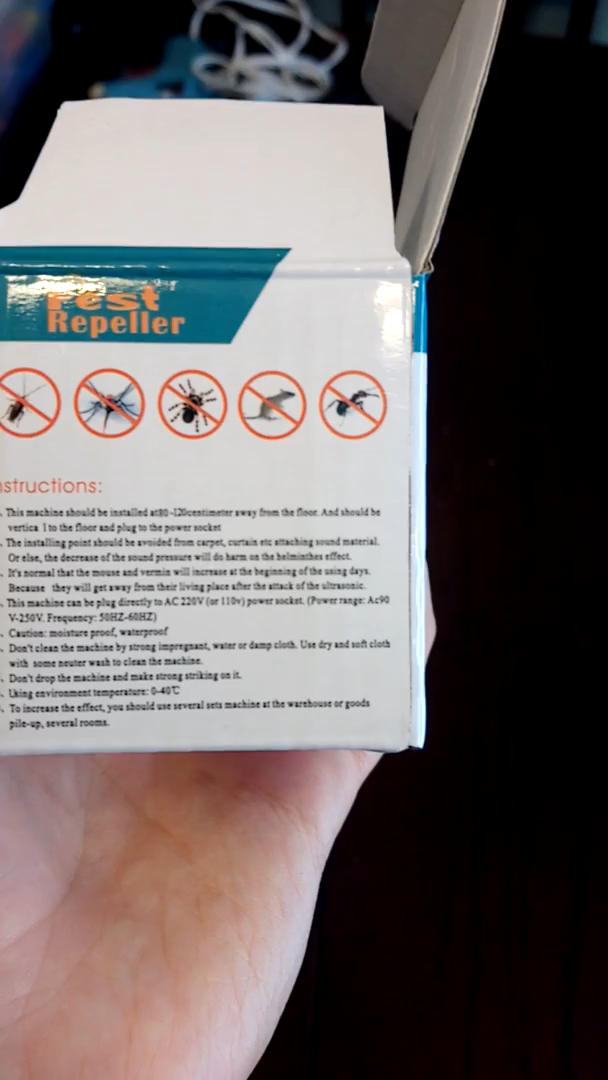 Pest
Repeller
nstructions:
. This machine should be installed at80-120centimeter away from the floor. And should be
vertica l to the floor and plug to the power socket
. The installing point should be avoided from carpet, curtain etc attaching sound material.
Or else, the decrease of the sound pressure will do harm on the helminthes effect.
. It's normal that the mouse and vermin will increase at the beginning of the using days.
Because they will get away from their living place after the attack of the ultrasonic.
. This machine can be plug directly to AC 220V (or 110v) power socket. (Power range: Ac90
V-250V. Frequency: 50HZ-60HZ)
. Caution: moisture proof, waterproof
. Don't clean the machine by strong impregnant, water or damp cloth. Use dry and soft cloth
with some neuter wash to clean the machine.
. Don't drop the machine and make strong striking on it.
. Using environment temperature: 0-40℃
. To increase the effect, you should use several sets machine at the warehouse or goods
pile-up, several rooms.